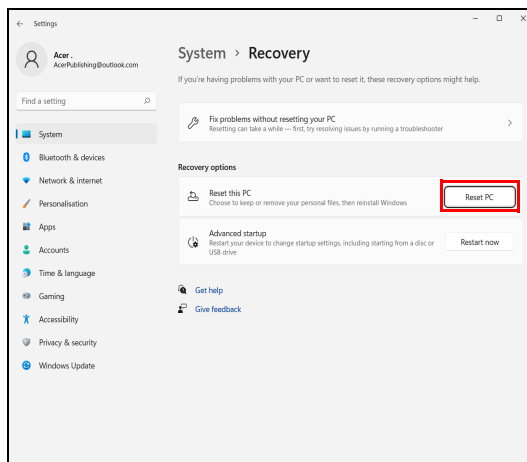 Settings
Acer .
AcerPublishing@outlook.com
Find a setting
System
Bluetooth & devices
Network & internet
Personalisation
Apps
Accounts
Time & language
Gaming
Accessibility
Privacy & security
Windows Update
System > Recovery
If you're having problems with your PC or want to reset it, these recovery options might help.
Fix problems without resetting your PC
Resetting can take a while — first, try resolving issues by running a troubleshooter
Recovery options
Reset this PC
Choose to keep or remove your personal files, then reinstall Windows
Reset PC
Advanced startup
Restart your device to change startup settings, including starting from a disc or
USB drive
Restart now
Get help
Give feedback